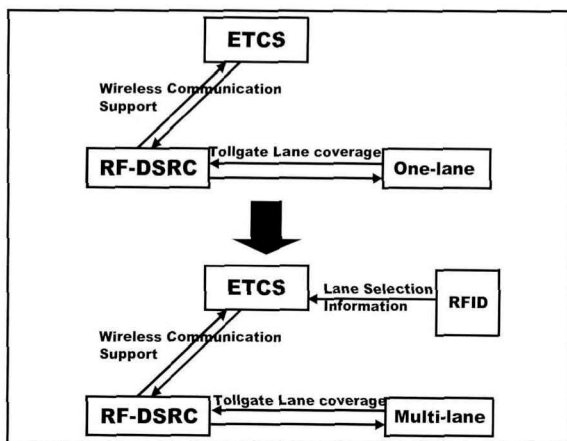 ETCS
Wireless Communication
Support
Tollgate Lane coverage
RF-DSRC
One-lane
Lane Selection
Information
ETCS
RFID
Wireless Communication
Support
Tollgate Lane coverage
RF-DSRC
Multi-lane